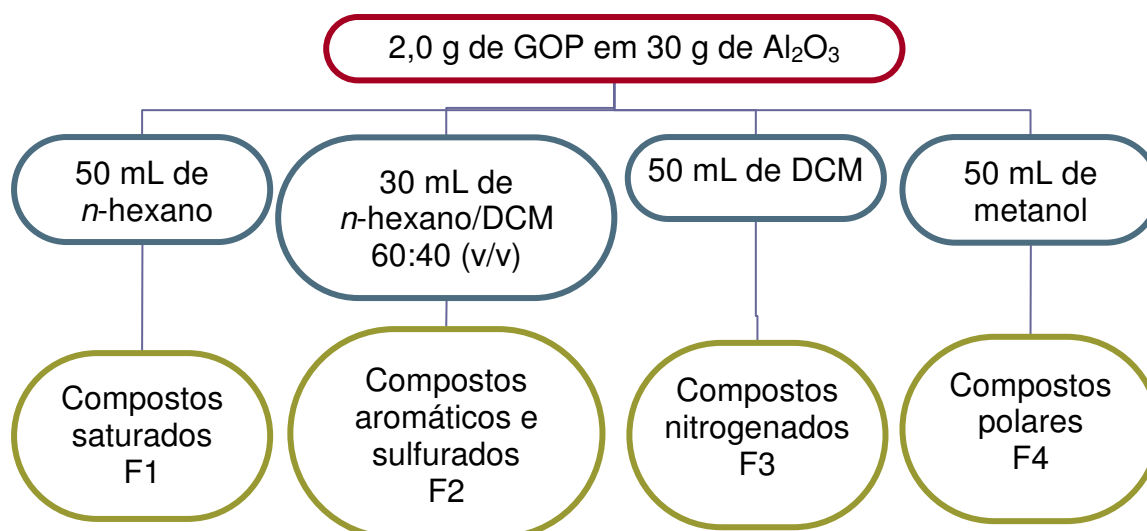 2,0 g de GOP em 30 g de Al₂O₃
50 mL de
n-hexano
30 mL de
n-hexano/DCM
60:40 (v/v)
50 mL de DCM
50 mL de
metanol
Compostos
saturados
F1
Compostos
aromáticos e
sulfurados
F2
Compostos
nitrogenados
F3
Compostos
polares
F4